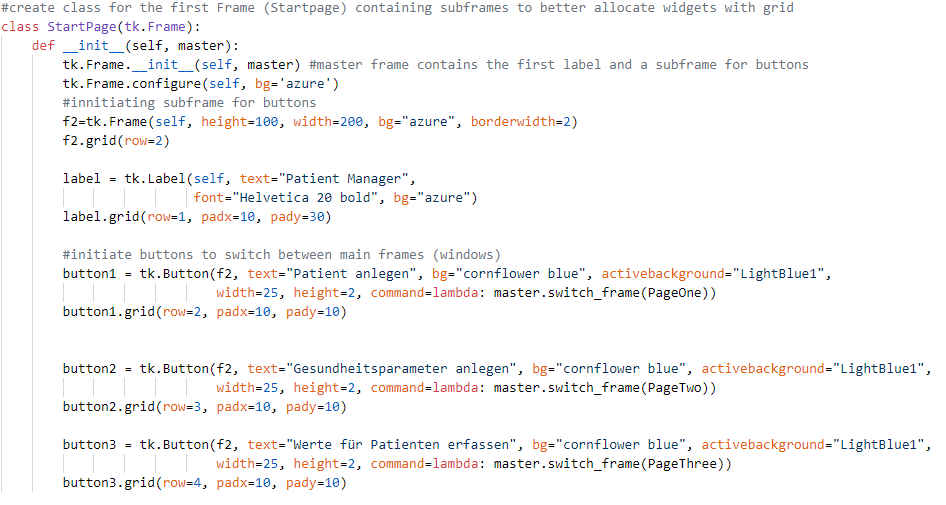 #create class for the first Frame (Startpage) containing subframes to better allocate widgets with grid
class StartPage(tk.Frame):
    def __init__(self, master):
        tk.Frame.__init__(self, master) #master frame contains the first label and a subframe for buttons
        tk.Frame.configure(self, bg='azure')
        #innitiating subframe for buttons
        f2=tk.Frame(self, height=100, width=200, bg="azure", borderwidth=2)
        f2.grid(row=2)

        label = tk.Label(self, text="Patient Manager",
                         font="Helvetica 20 bold", bg="azure")
        label.grid(row=1, padx=10, pady=30)

        #initiate buttons to switch between main frames (windows)
        button1 = tk.Button(f2, text="Patient anlegen", bg="cornflower blue", activebackground="LightBlue1",
                            width=25, height=2, command=lambda: master.switch_frame(PageOne))
        button1.grid(row=2, padx=10, pady=10)


        button2 = tk.Button(f2, text="Gesundheitsparameter anlegen", bg="cornflower blue", activebackground="LightBlue1",
                            width=25, height=2, command=lambda: master.switch_frame(PageTwo))
        button2.grid(row=3, padx=10, pady=10)

        button3 = tk.Button(f2, text="Werte für Patienten erfassen", bg="cornflower blue", activebackground="LightBlue1",
                            width=25, height=2, command=lambda: master.switch_frame(PageThree))
        button3.grid(row=4, padx=10, pady=10)